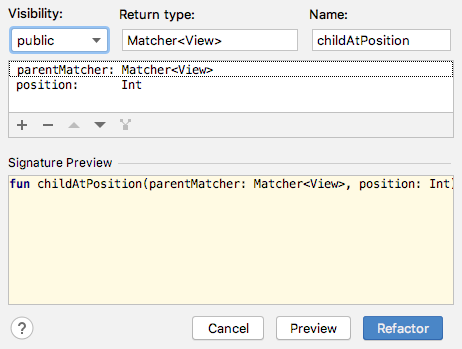 Visibility: Return type: Name:
public Matcher<View> childAtPosition
parentMatcher: Matcher<View>
position: Int
Signature Preview
fun childAtPosition(parentMatcher: Matcher<View>, position: Int)
? Cancel Preview Refactor